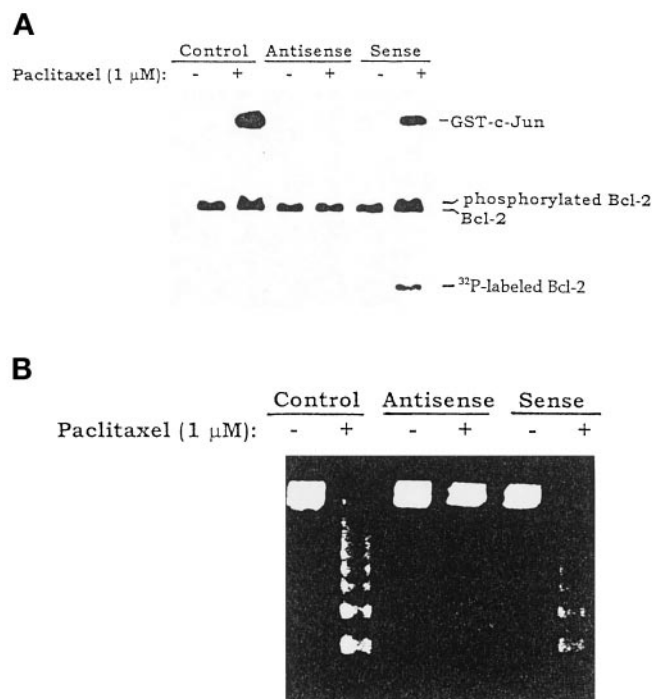 A
Control Antisense Sense
Paclitaxel (1 μM): - + - + - +
GST-c-Jun
phosphorylated Bcl-2
Bcl-2
³²P-labeled Bcl-2
B
Control Antisense Sense
Paclitaxel (1 μM): - + - + - +